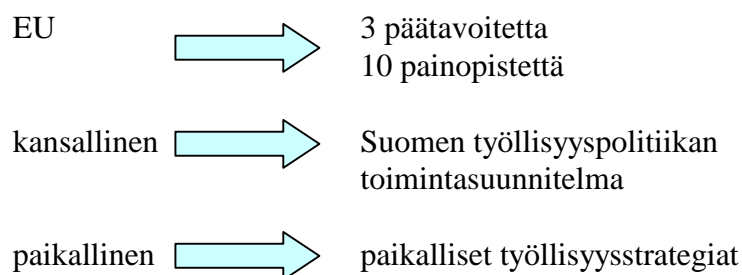 EU
3 päätavoitetta
10 painopistettä
kansallinen
Suomen työllisyyspolitiikan
toimintasuunnitelma
paikallinen
paikalliset työllisyysstrategiat